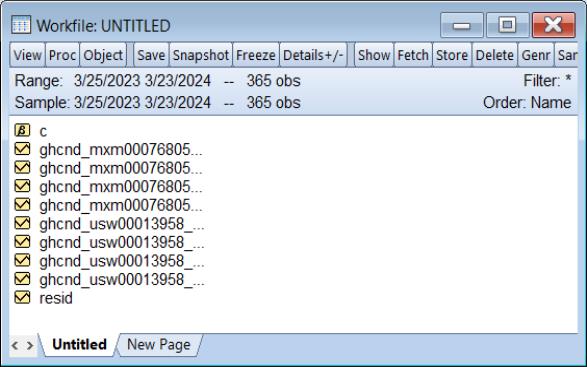 Workfile: UNTITLED
View Proc Object Save Snapshot Freeze Details+/- Show Fetch Store Delete Genr Sar
Range: 3/25/2023 3/23/2024 -- 365 obs Filter: *
Sample: 3/25/2023 3/23/2024 -- 365 obs Order: Name
β c
ghcnd_mxm00076805...
ghcnd_mxm00076805...
ghcnd_mxm00076805...
ghcnd_mxm00076805...
ghcnd_usw00013958_...
ghcnd_usw00013958_...
ghcnd_usw00013958_...
ghcnd_usw00013958_...
resid
< > Untitled New Page